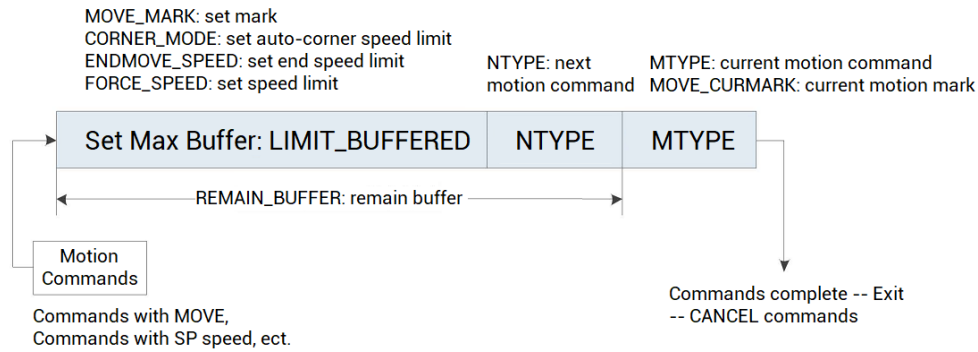 MOVE_MARK: set mark
CORNER_MODE: set auto-corner speed limit
ENDMOVE_SPEED: set end speed limit
FORCE_SPEED: set speed limit
NTYPE: next
motion command
MTYPE: current motion command
MOVE_CURMARK: current motion mark
Set Max Buffer: LIMIT_BUFFERED
NTYPE
MTYPE
REMAIN_BUFFER: remain buffer
Motion
Commands
Commands with MOVE,
Commands with SP speed, ect.
Commands complete -- Exit
-- CANCEL commands